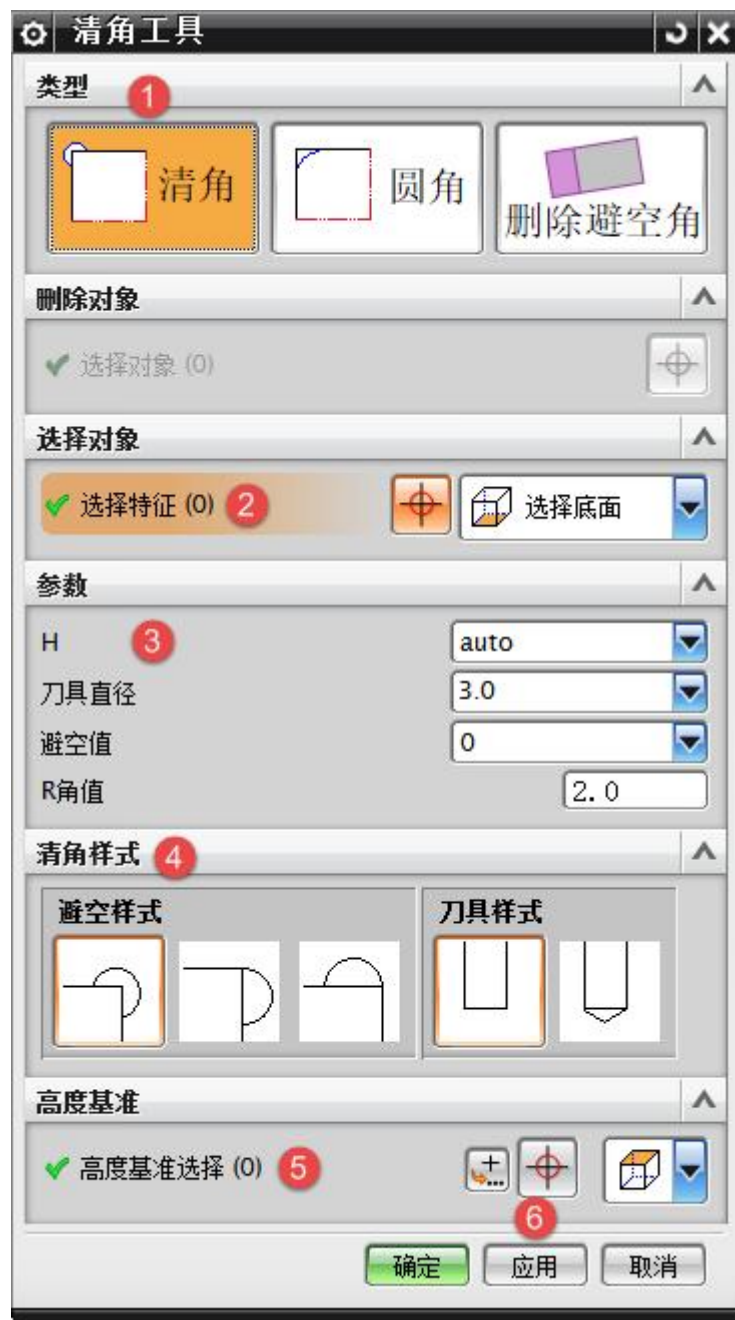 清角工具
类型 1
清角 圆角 删除避空角
删除对象
选择对象 (0)
选择对象
选择特征 (0) 2 选择底面
参数
H 3 auto
刀具直径 3.0
避空值 0
R角值 2.0
清角样式 4
避空样式 刀具样式
高度基准
高度基准选择 (0) 5
6
确定 应用 取消